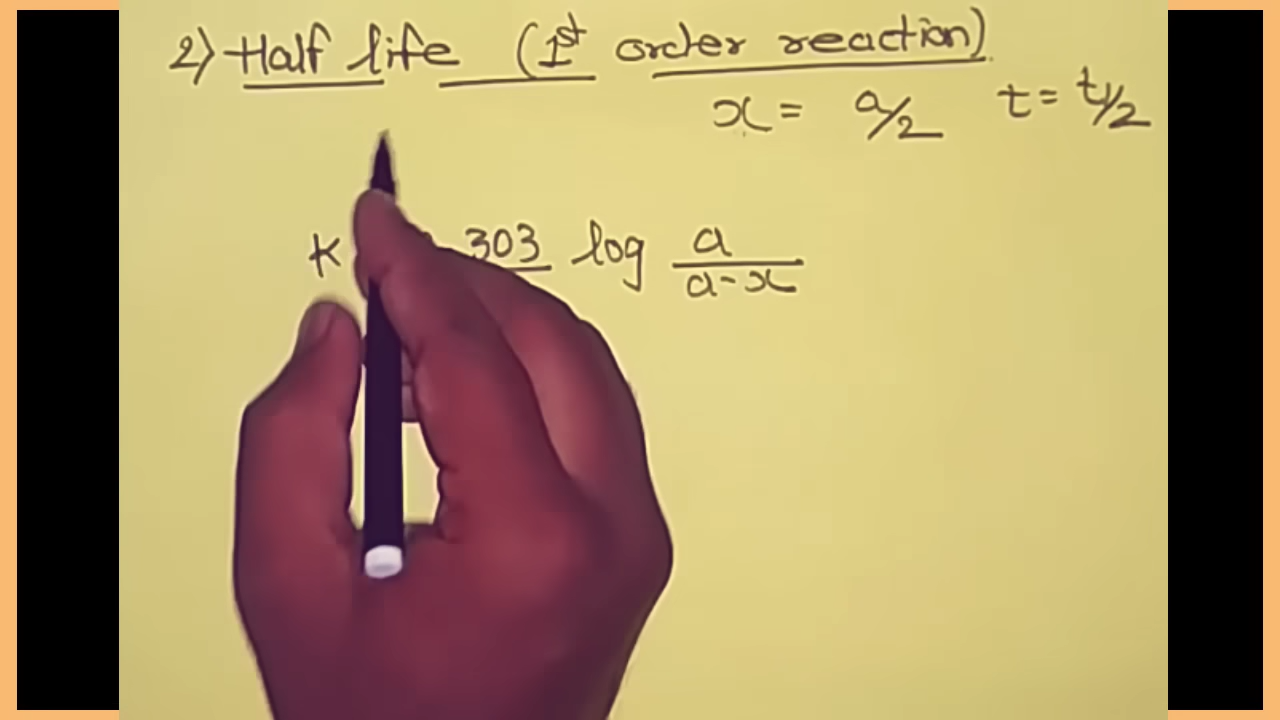 2) Half life (1st order reaction)
x = a/2 t = t1/2
K 303 log a/a-x